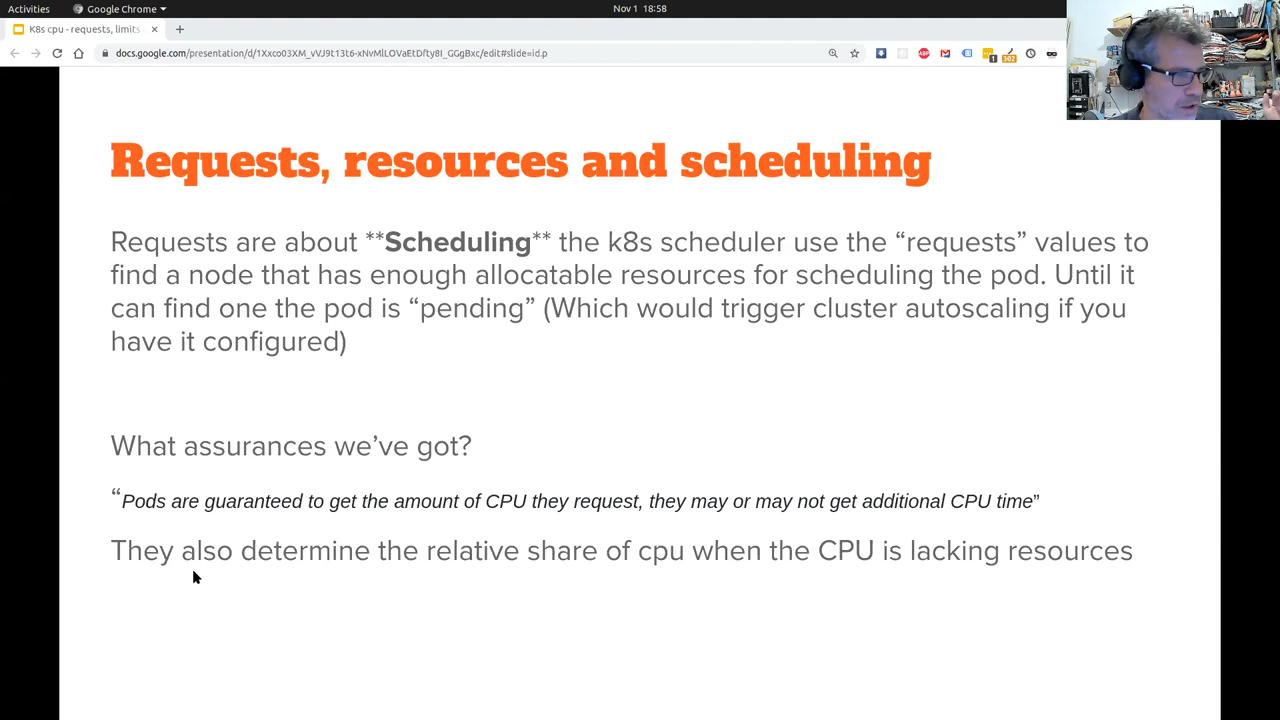 Activities
Google Chrome
Nov 1 18:58
K8s cpu - requests, limits
docs.google.com/presentation/d/1Xxco03XM_vVJ9t13t6-xNvMlLOVaEtDfty8I_GGgBxc/edit#slide=id.p
ABP
1
302
Requests, resources and scheduling
Requests are about **Scheduling** the k8s scheduler use the “requests” values to
find a node that has enough allocatable resources for scheduling the pod. Until it
can find one the pod is “pending” (Which would trigger cluster autoscaling if you
have it configured)
What assurances we’ve got?
“Pods are guaranteed to get the amount of CPU they request, they may or may not get additional CPU time”
They also determine the relative share of cpu when the CPU is lacking resources